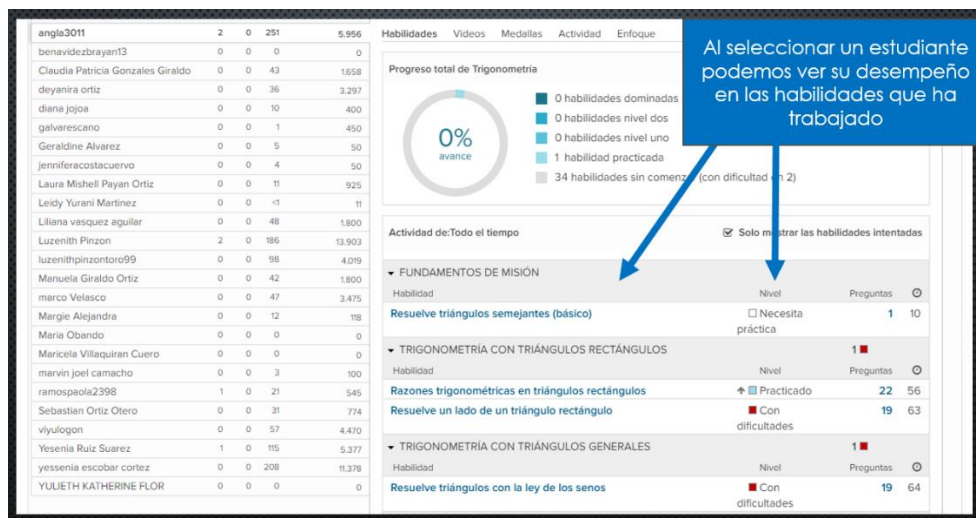 angla3011 2 0 251 5.956
benavidezbrayan13 0 0 0 0
Claudia Patricia Gonzales Giraldo 0 0 43 1.658
deyanira ortiz 0 0 36 3.297
diana jojoa 0 0 10 400
galvarescano 0 0 1 450
Geraldine Alvarez 0 0 5 50
jenniferacostacuervo 0 0 4 50
Laura Mishell Payan Ortiz 0 0 11 925
Leidy Yurani Martinez 0 0 <1 11
Liliana vasquez aguilar 0 0 48 1.800
Luzenith Pinzon 2 0 186 13.903
luzenithpinzontoro99 0 0 98 4.019
Manuela Giraldo Ortiz 0 0 42 1.800
marco Velasco 0 0 47 3.475
Margie Alejandra 0 0 12 118
Maria Obando 0 0 0 0
Maricela Villaquiran Cuero 0 0 0 0
marvin joel camacho 0 0 3 100
ramospaola2398 1 0 21 545
Sebastian Ortiz Otero 0 0 31 774
viyulogon 0 0 57 4.470
Yesenia Ruiz Suarez 1 0 115 5.377
yessenia escobar cortez 0 0 208 11.378
YULIETH KATHERINE FLOR 0 0 0 0
Habilidades Videos Medallas Actividad Enfoque
Progreso total de Trigonometría
0%
avance
0 habilidades dominadas
0 habilidades nivel dos
0 habilidades nivel uno
1 habilidad practicada
34 habilidades sin comenzar (con dificultad en 2)
Al seleccionar un estudiante
podemos ver su desempeño
en las habilidades que ha
trabajado
Actividad de:Todo el tiempo Solo mostrar las habilidades intentadas
FUNDAMENTOS DE MISIÓN
Habilidad Nivel Preguntas
Resuelve triángulos semejantes (básico) Necesita 1 10
práctica
TRIGONOMETRÍA CON TRIÁNGULOS RECTÁNGULOS 1
Habilidad Nivel Preguntas
Razones trigonométricas en triángulos rectángulos Practicado 22 56
Resuelve un lado de un triángulo rectángulo Con 19 63
dificultades
TRIGONOMETRÍA CON TRIÁNGULOS GENERALES 1
Habilidad Nivel Preguntas
Resuelve triángulos con la ley de los senos Con 19 64
dificultades